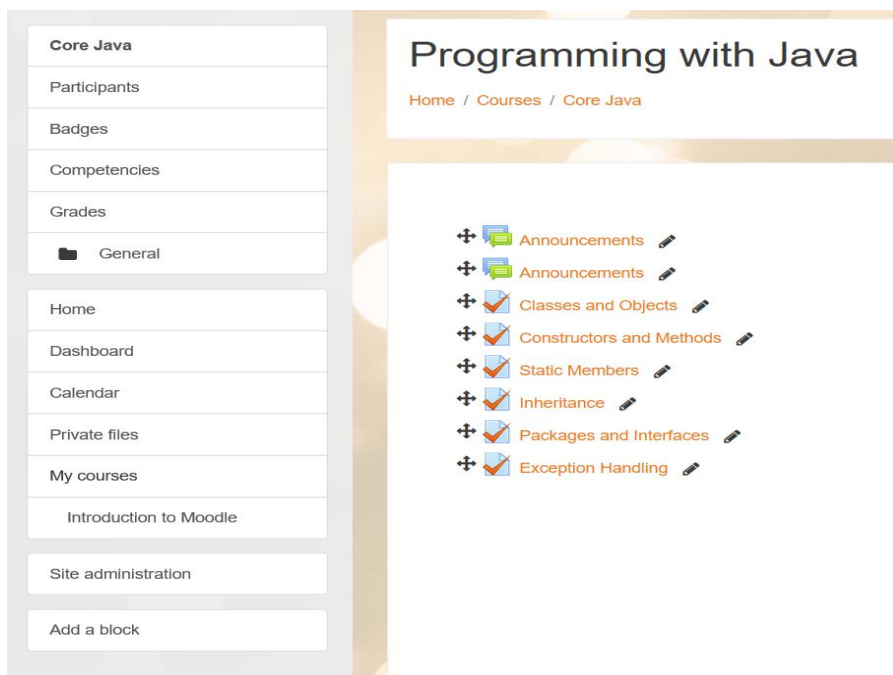 Core Java
Participants
Badges
Competencies
Grades
General
Home
Dashboard
Calendar
Private files
My courses
Introduction to Moodle
Site administration
Add a block
Programming with Java
Home / Courses / Core Java
Announcements
Announcements
Classes and Objects
Constructors and Methods
Static Members
Inheritance
Packages and Interfaces
Exception Handling